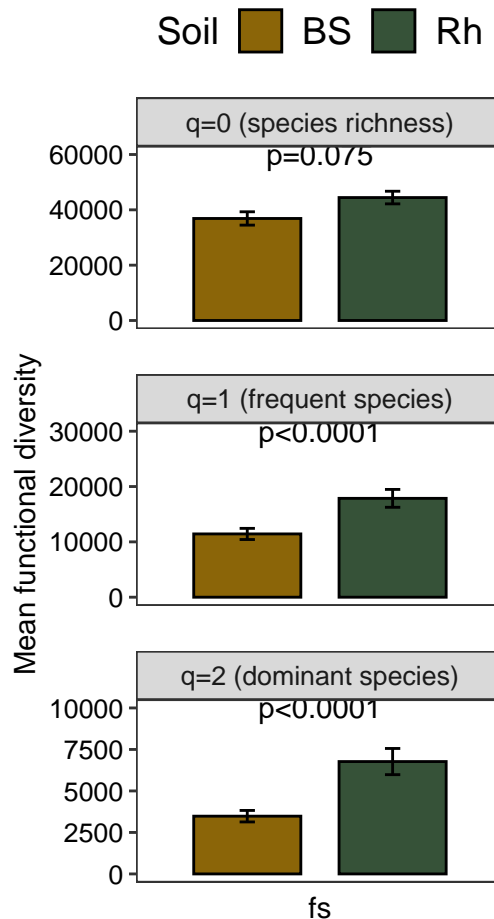 Soil BS Rh
q=0 (species richness)
p=0.075
60000
40000
20000
0
Mean functional diversity
q=1 (frequent species)
p<0.0001
30000
20000
10000
0
q=2 (dominant species)
p<0.0001
10000
7500
5000
2500
0
fs